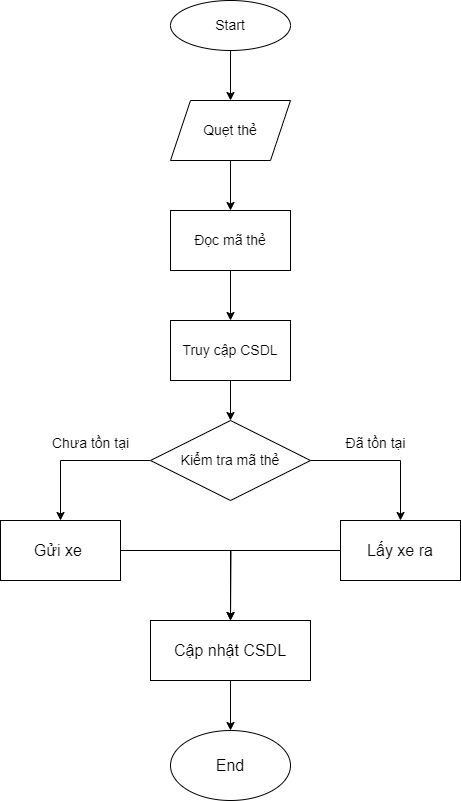 Start
Quẹt thẻ
Đọc mã thẻ
Truy cập CSDL
Chưa tồn tại
Kiểm tra mã thẻ
Đã tồn tại
Gửi xe
Lấy xe ra
Cập nhật CSDL
End